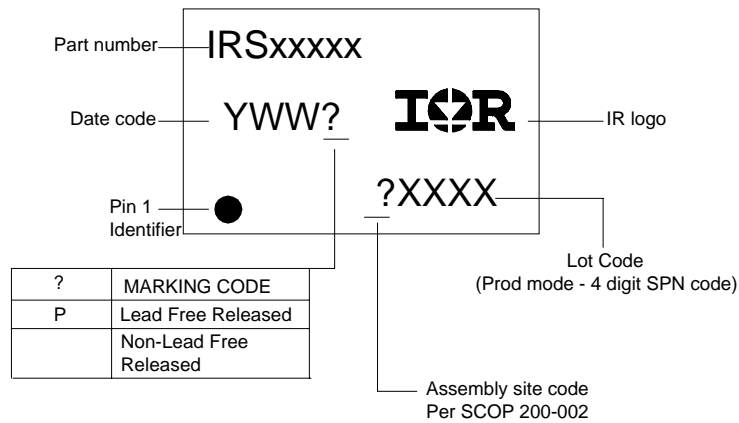 Part number
IRSxxxxx
Date code
YWW?
IOR
IR logo
?XXXX
Pin 1
Identifier
Lot Code
(Prod mode - 4 digit SPN code)
? MARKING CODE
P Lead Free Released
Non-Lead Free
Released
Assembly site code
Per SCOP 200-002